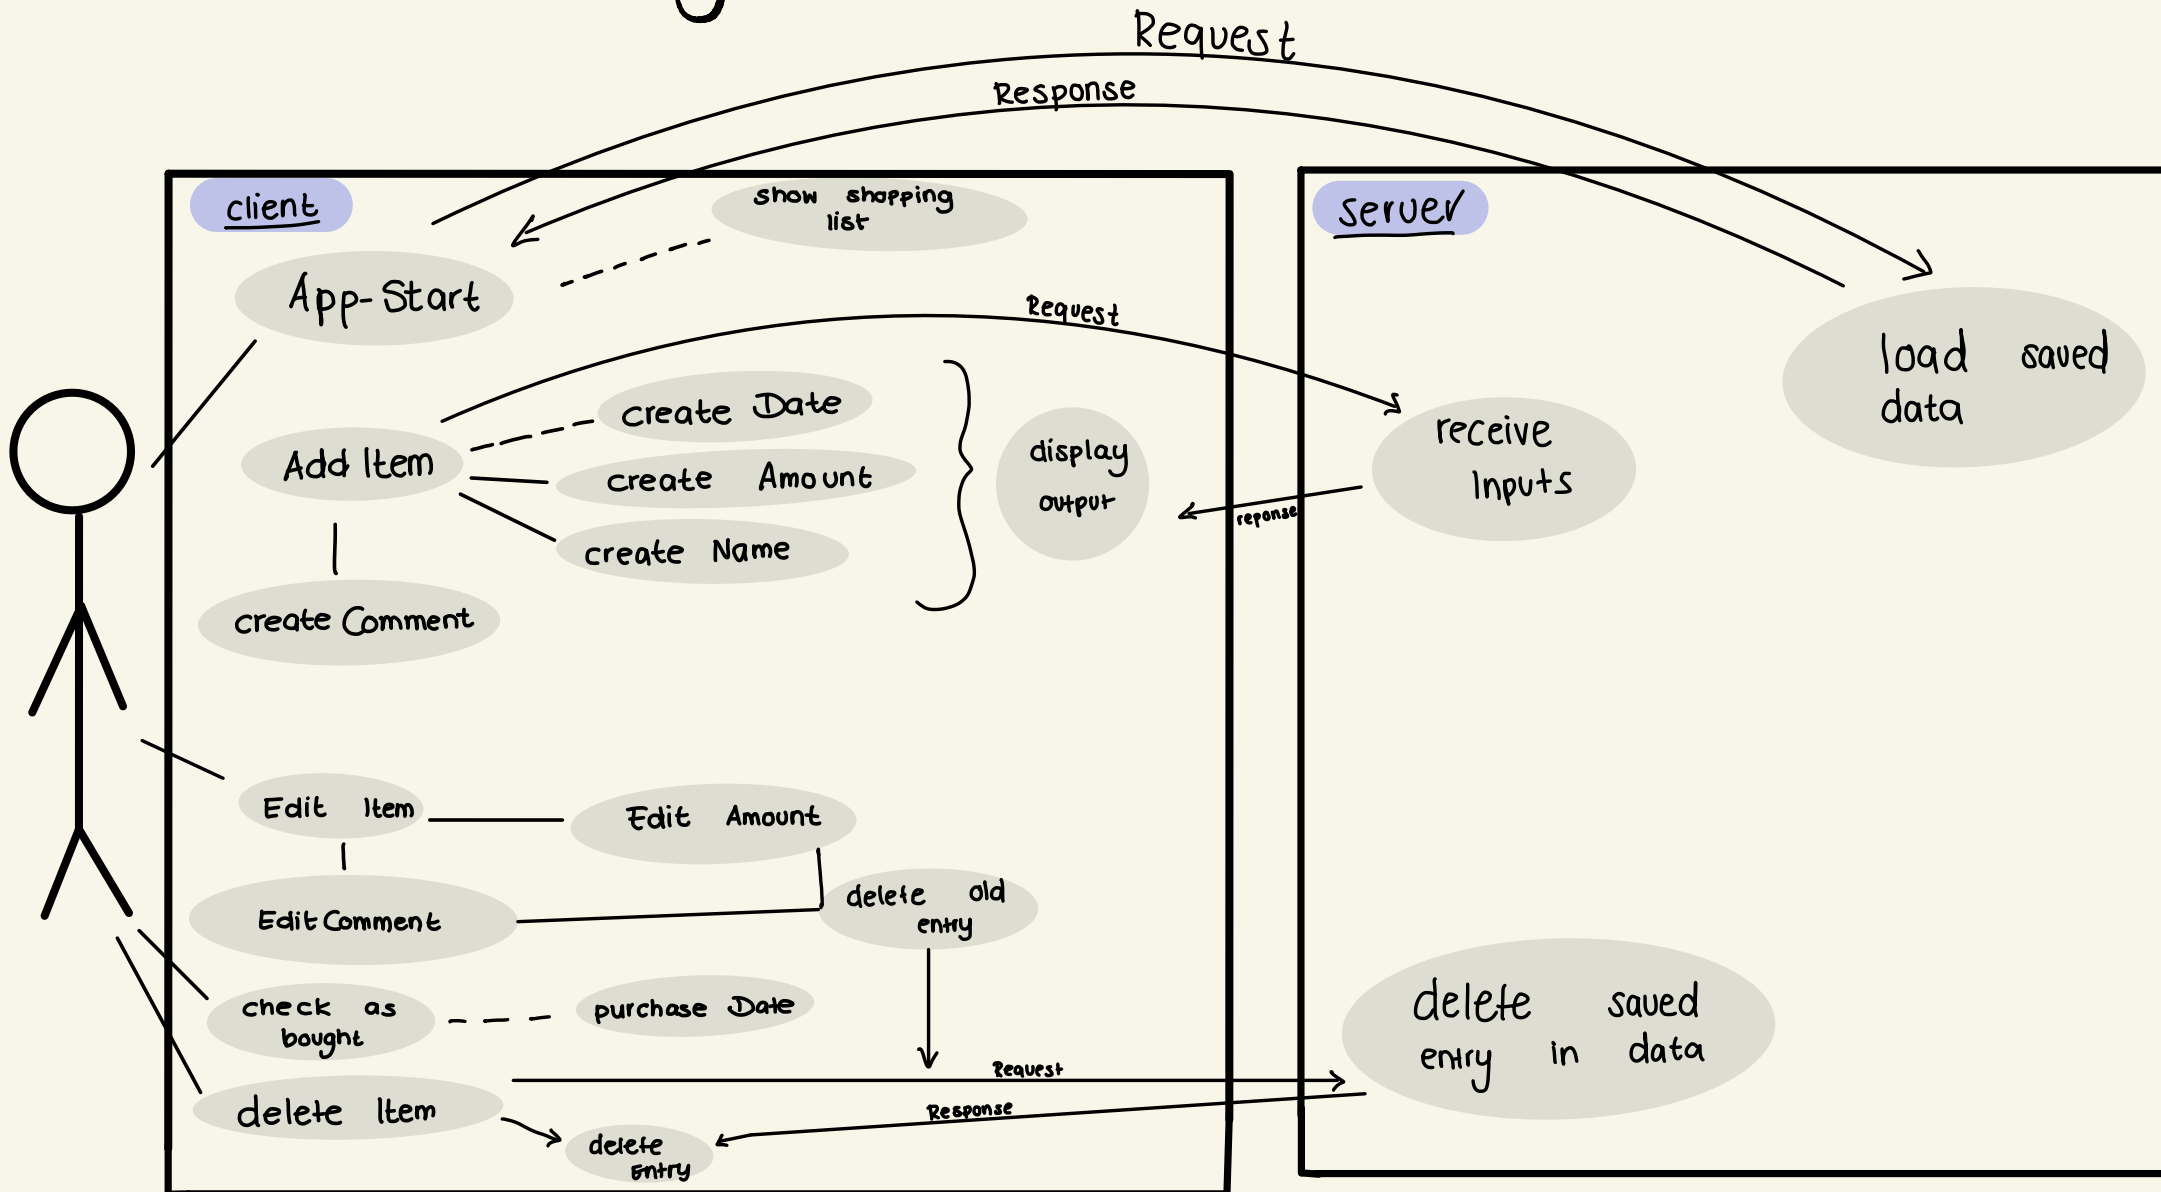 Request
Response
client
show shopping
list
server
App-Start
Request
load saved
data
create Date
receive
Inputs
display
output
Add Item
create Amount
reponse
create Name
create Comment
Edit Item
Edit Amount
delete old
entry
Edit Comment
check as
bought
purchase Date
delete saved
entry in data
Request
delete Item
Response
delete
Entry